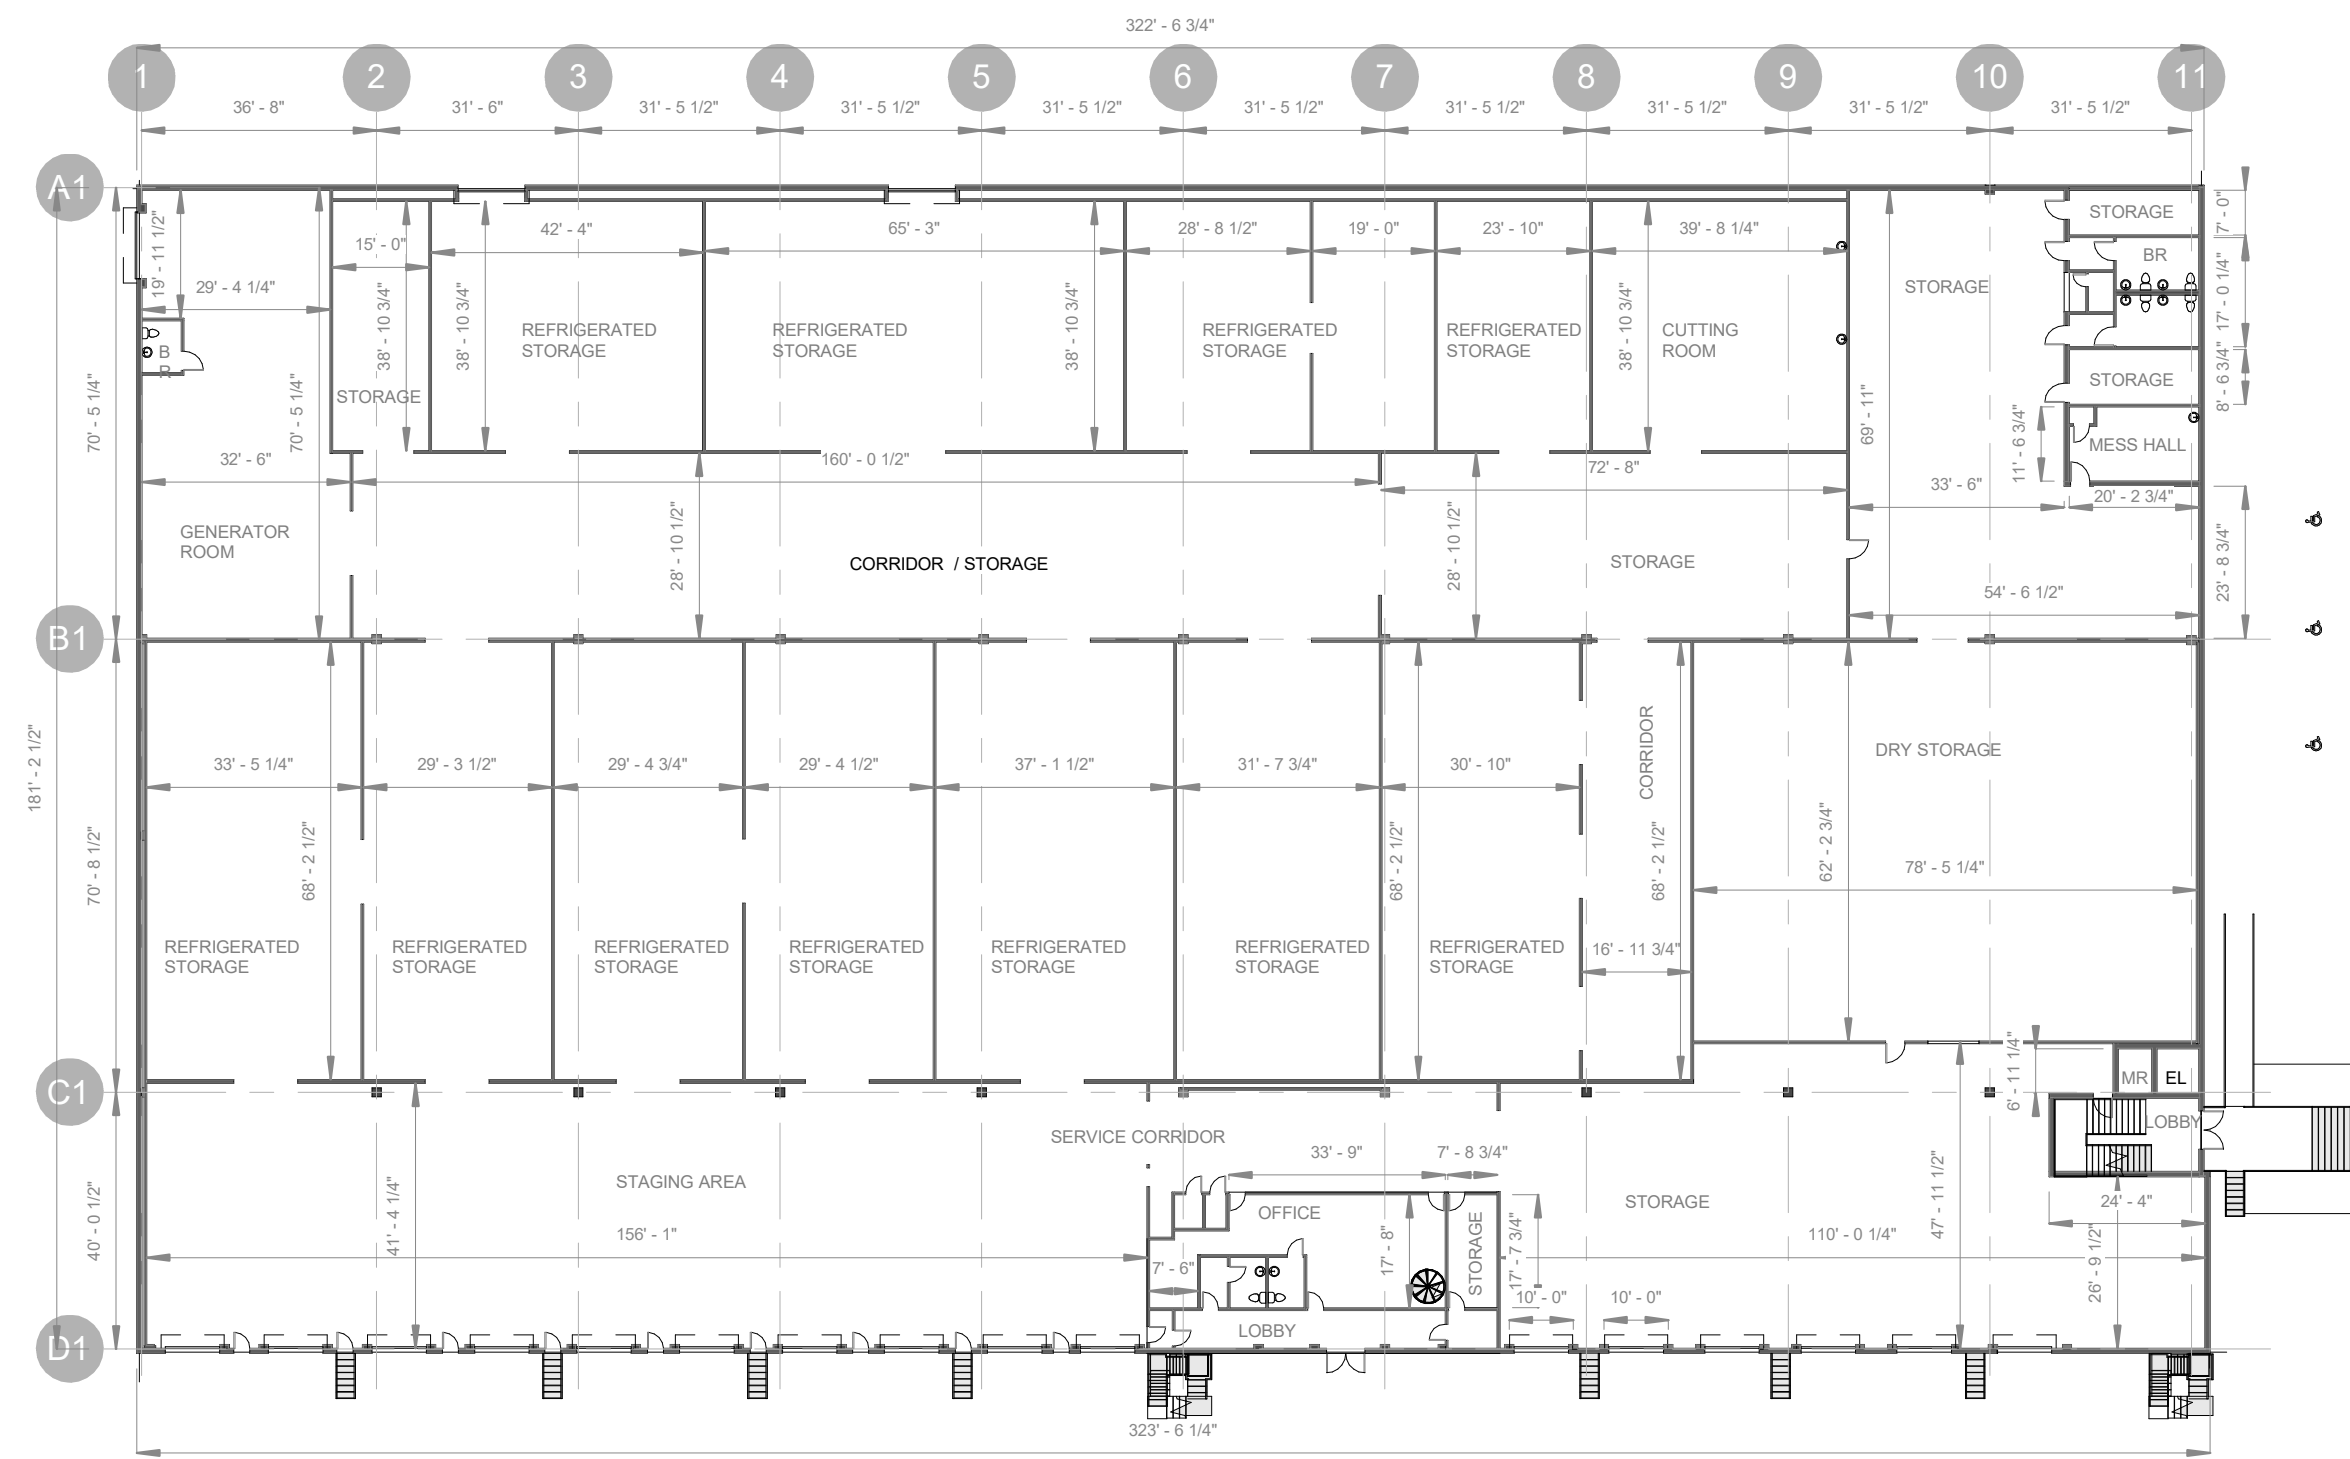 322' - 6 3/4"
1
2
3
4
5
6
7
8
9
10
11
36' - 8"
31' - 6"
31' - 5 1/2"
31' - 5 1/2"
31' - 5 1/2"
31' - 5 1/2"
31' - 5 1/2"
31' - 5 1/2"
31' - 5 1/2"
31' - 5 1/2"
A1
19' - 11 1/2"
29' - 4 1/4"
15' - 0"
42' - 4"
65' - 3"
28' - 8 1/2"
19' - 0"
23' - 10"
39' - 8 1/4"
STORAGE
7' - 0"
BR
17' - 0 1/4"
STORAGE
38' - 10 3/4"
38' - 10 3/4"
38' - 10 3/4"
38' - 10 3/4"
REFRIGERATED
STORAGE
REFRIGERATED
STORAGE
REFRIGERATED
STORAGE
REFRIGERATED
STORAGE
CUTTING
ROOM
B
R
STORAGE
70' - 5 1/4"
70' - 5 1/4"
69' - 11"
STORAGE
8' - 6 3/4"
11' - 6 3/4"
MESS HALL
32' - 6"
160' - 0 1/2"
72' - 8"
33' - 6"
20' - 2 3/4"
GENERATOR
ROOM
28' - 10 1/2"
CORRIDOR / STORAGE
28' - 10 1/2"
STORAGE
54' - 6 1/2"
23' - 8 3/4"
B1
181' - 2 1/2"
33' - 5 1/4"
29' - 3 1/2"
29' - 4 3/4"
29' - 4 1/2"
37' - 1 1/2"
31' - 7 3/4"
30' - 10"
CORRIDOR
DRY STORAGE
70' - 8 1/2"
68' - 2 1/2"
68' - 2 1/2"
68' - 2 1/2"
62' - 2 3/4"
78' - 5 1/4"
REFRIGERATED
STORAGE
REFRIGERATED
STORAGE
REFRIGERATED
STORAGE
REFRIGERATED
STORAGE
REFRIGERATED
STORAGE
REFRIGERATED
STORAGE
REFRIGERATED
STORAGE
16' - 11 3/4"
C1
6' - 11 1/4"
MR
EL
LOBBY
SERVICE CORRIDOR
STAGING AREA
33' - 9"
7' - 8 3/4"
40' - 0 1/2"
41' - 4 1/4"
156' - 1"
OFFICE
STORAGE
24' - 4"
47' - 11 1/2"
110' - 0 1/4"
17' - 8"
STORAGE
17' - 7 3/4"
7' - 6"
26' - 9 1/2"
10' - 0"
10' - 0"
LOBBY
D1
323' - 6 1/4"